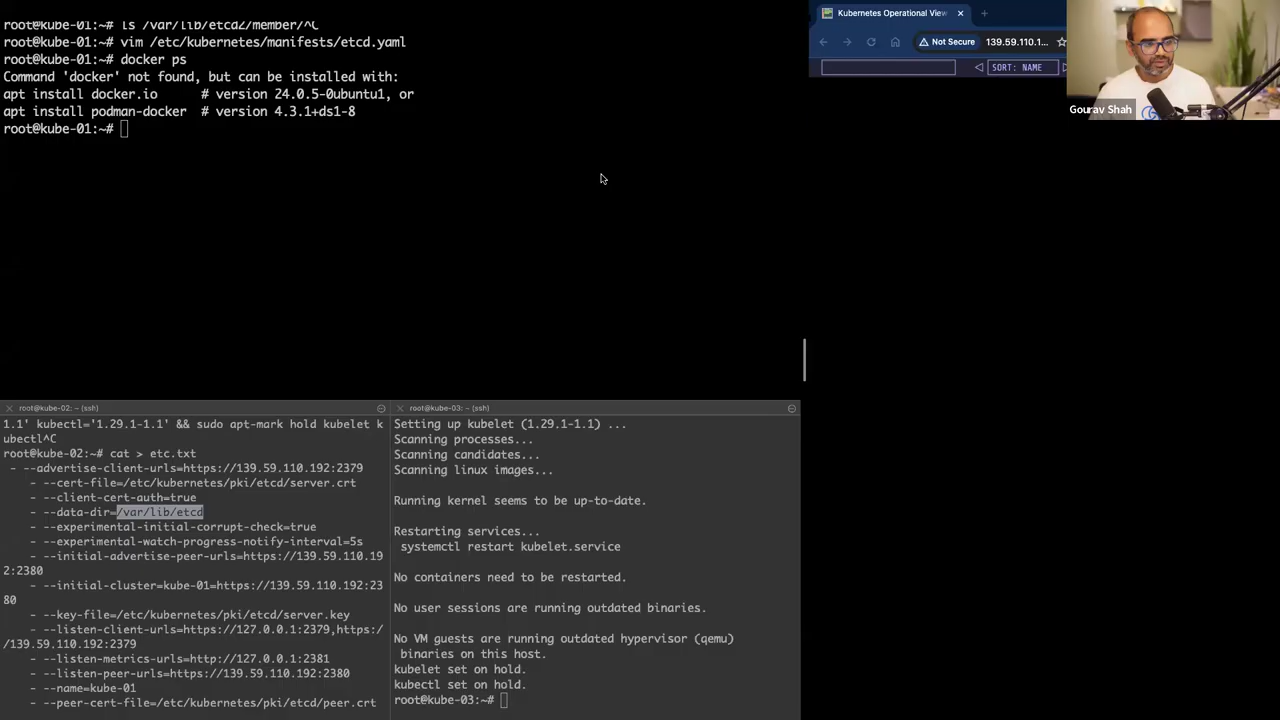 root@kube-01:~# ls /var/lib/etcd2/member/^C
root@kube-01:~# vim /etc/kubernetes/manifests/etcd.yaml
root@kube-01:~# docker ps
Command 'docker' not found, but can be installed with:
apt install docker.io      # version 24.0.5-0ubuntu1, or
apt install podman-docker  # version 4.3.1+ds1-8
root@kube-01:~#
Kubernetes Operational View
Not Secure
139.59.110.1...
SORT: NAME
Gourav Shah
root@kube-02: ~ (ssh)
1.1' kubectl='1.29.1-1.1' && sudo apt-mark hold kubelet k
ubectl^C
root@kube-02:~# cat > etc.txt
- --advertise-client-urls=https://139.59.110.192:2379
- --cert-file=/etc/kubernetes/pki/etcd/server.crt
- --client-cert-auth=true
- --data-dir=/var/lib/etcd
- --experimental-initial-corrupt-check=true
- --experimental-watch-progress-notify-interval=5s
- --initial-advertise-peer-urls=https://139.59.110.19
2:2380
- --initial-cluster=kube-01=https://139.59.110.192:23
80
- --key-file=/etc/kubernetes/pki/etcd/server.key
- --listen-client-urls=https://127.0.0.1:2379,https:/
/139.59.110.192:2379
- --listen-metrics-urls=http://127.0.0.1:2381
- --listen-peer-urls=https://139.59.110.192:2380
- --name=kube-01
- --peer-cert-file=/etc/kubernetes/pki/etcd/peer.crt
root@kube-03: ~ (ssh)
Setting up kubelet (1.29.1-1.1) ...
Scanning processes...
Scanning candidates...
Scanning linux images...
Running kernel seems to be up-to-date.
Restarting services...
systemctl restart kubelet.service
No containers need to be restarted.
No user sessions are running outdated binaries.
No VM guests are running outdated hypervisor (qemu)
binaries on this host.
kubelet set on hold.
kubectl set on hold.
root@kube-03:~#